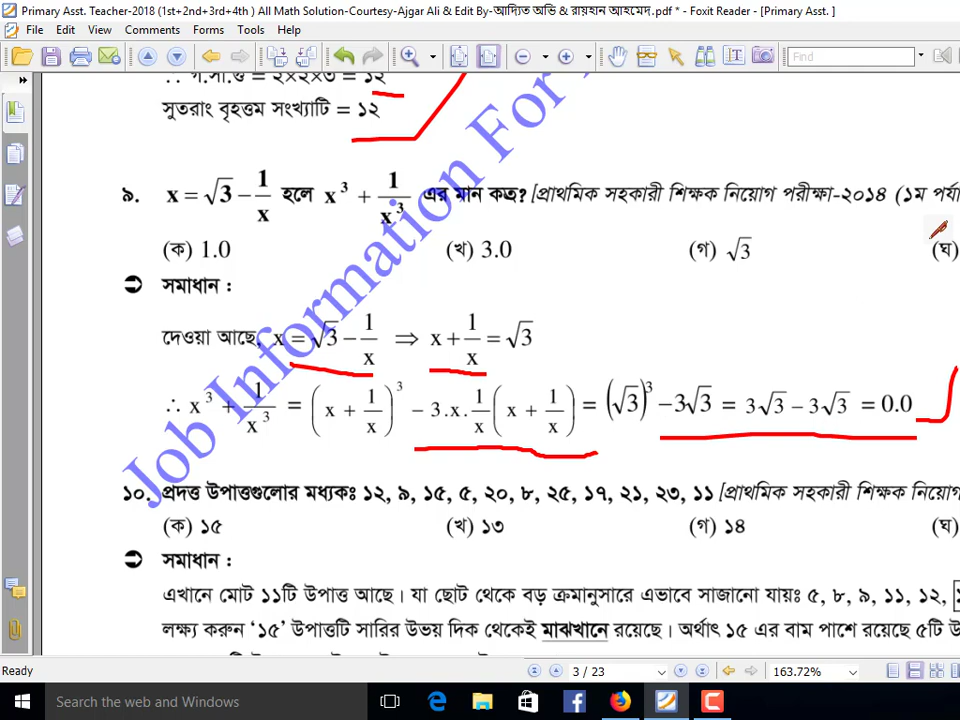 Primary Asst. Teacher-2018 (1st+2nd+3rd+4th ) All Math Solution-Courtesy-Ajgar Ali & Edit By-আদিত্য অভি & রায়হান আহমেদ.pdf * - Foxit Reader - [Primary Asst. ]
File Edit View Comments Forms Tools Help
Find
∴ গ.সা.গু = ২×২×৩ = ১২
সুতরাং বৃহত্তম সংখ্যাটি = ১২
৯. x = √3 − 1/x হলে x³ + 1/x³ এর মান কত? [প্রাথমিক সহকারী শিক্ষক নিয়োগ পরীক্ষা-২০১৪ (১ম পর্যা
(ক) 1.0 (খ) 3.0 (গ) √3 (ঘ)
➲ সমাধান :
দেওয়া আছে, x = √3 − 1/x ⇒ x + 1/x = √3
∴ x³ + 1/x³ = (x + 1/x)³ − 3.x.1/x(x + 1/x) = (√3)³ − 3√3 = 3√3 − 3√3 = 0.0
১০. প্রদত্ত উপাত্তগুলোর মধ্যকঃ ১২, ৯, ১৫, ৫, ২০, ৮, ২৫, ১৭, ২১, ২৩, ১১ [প্রাথমিক সহকারী শিক্ষক নিয়োগ
(ক) ১৫ (খ) ১৩ (গ) ১৪ (ঘ)
➲ সমাধান :
এখানে মোট ১১টি উপাত্ত আছে। যা ছোট থেকে বড় ক্রমানুসারে এভাবে সাজানো যায়ঃ ৫, ৮, ৯, ১১, ১২,
লক্ষ্য করুন ‘১৫’ উপাত্তটি সারির উভয় দিক থেকেই মাঝখানে রয়েছে। অর্থাৎ ১৫ এর বাম পাশে রয়েছে ৫টি উ
Job Information For
Ready 3 / 23 163.72%
Search the web and Windows